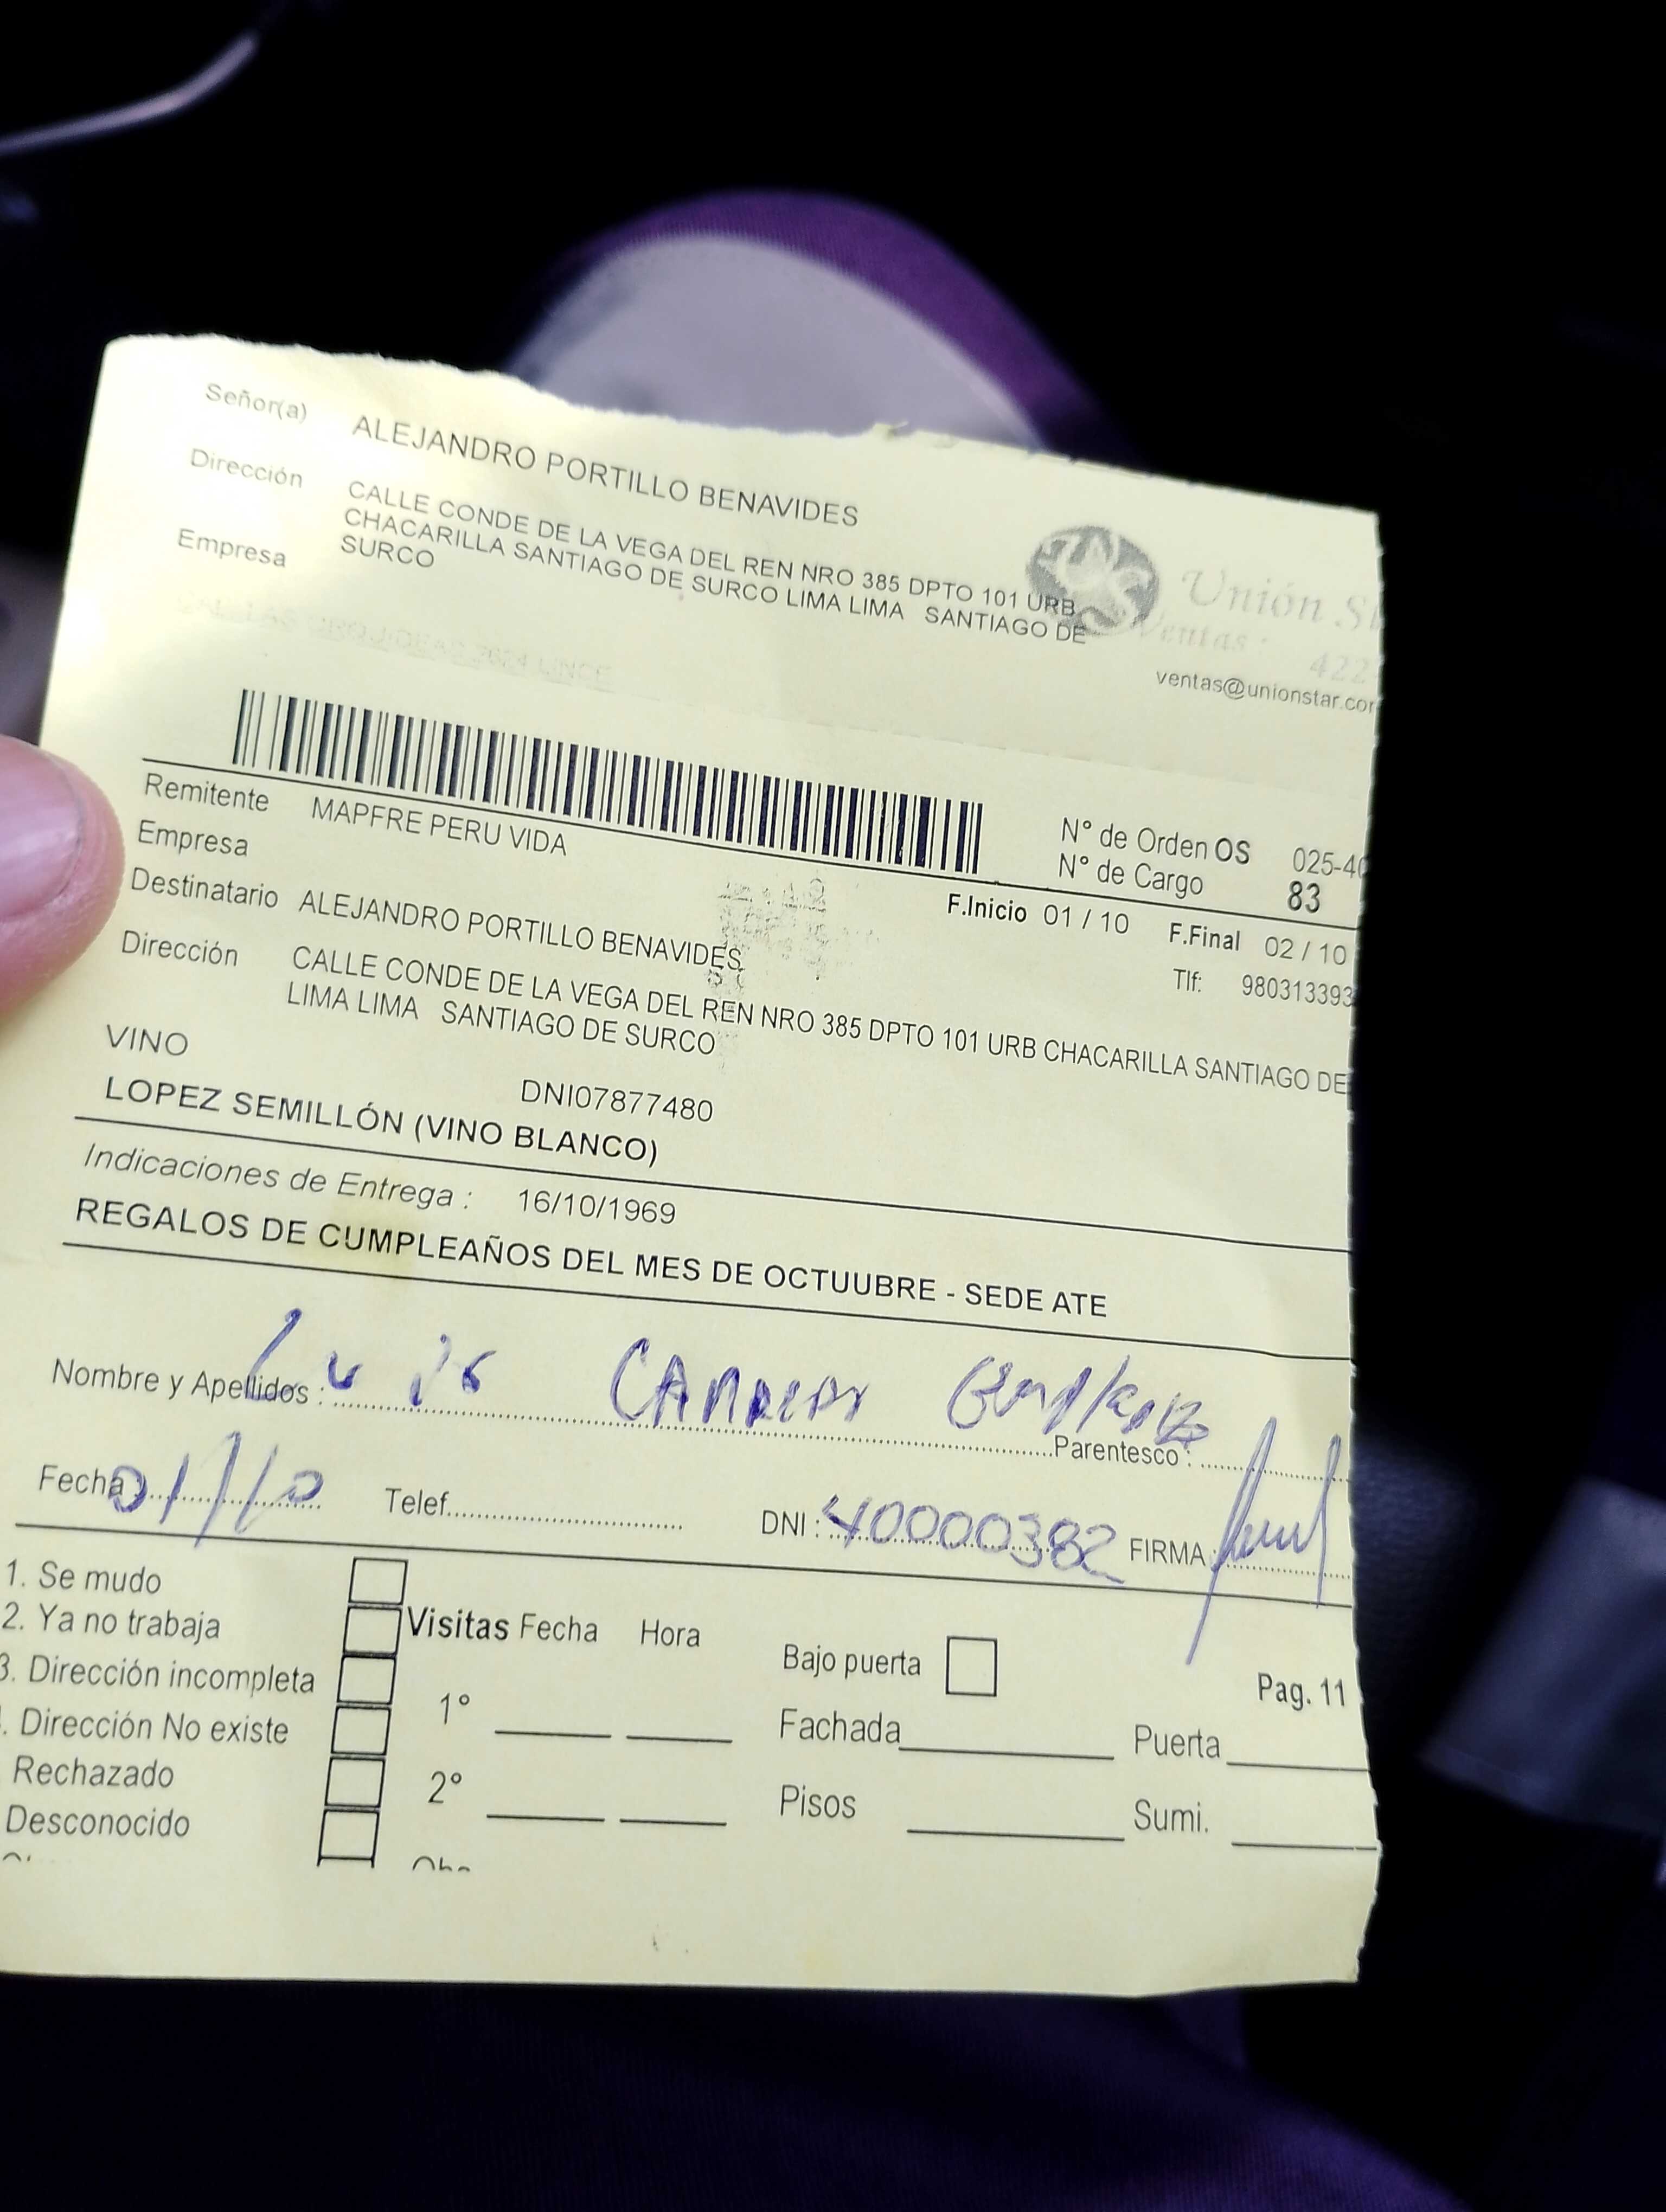 Señor(a) ALEJANDRO PORTILLO BENAVIDES
Dirección CALLE CONDE DE LA VEGA DEL REN NRO 385 DPTO 101 URB
CHACARILLA SANTIAGO DE SURCO LIMA LIMA SANTIAGO DE
SURCO
Empresa
Unión
Ventas:
422
ventas@unionstar.com
Nº de Orden OS 025-40
Nº de Cargo 83
Remitente MAPFRE PERU VIDA
Empresa
F.Inicio 01 / 10 F.Final 02 / 10
Destinatario ALEJANDRO PORTILLO BENAVIDES
Tlf: 980313393
Dirección CALLE CONDE DE LA VEGA DEL REN NRO 385 DPTO 101 URB CHACARILLA SANTIAGO DE
LIMA LIMA SANTIAGO DE SURCO
VINO
DNI07877480
LOPEZ SEMILLÓN (VINO BLANCO)
Indicaciones de Entrega : 16/10/1969
REGALOS DE CUMPLEAÑOS DEL MES DE OCTUUBRE - SEDE ATE
Nombre y Apellidos : Luis Parentesco :
Fecha 01/10 Telef. DNI : 40000382 FIRMA
1. Se mudo
2. Ya no trabaja
3. Dirección incompleta
. Dirección No existe
Rechazado
Desconocido
Visitas Fecha Hora
1º
2º
Bajo puerta
Pag. 11
Fachada Puerta
Pisos Sumi.